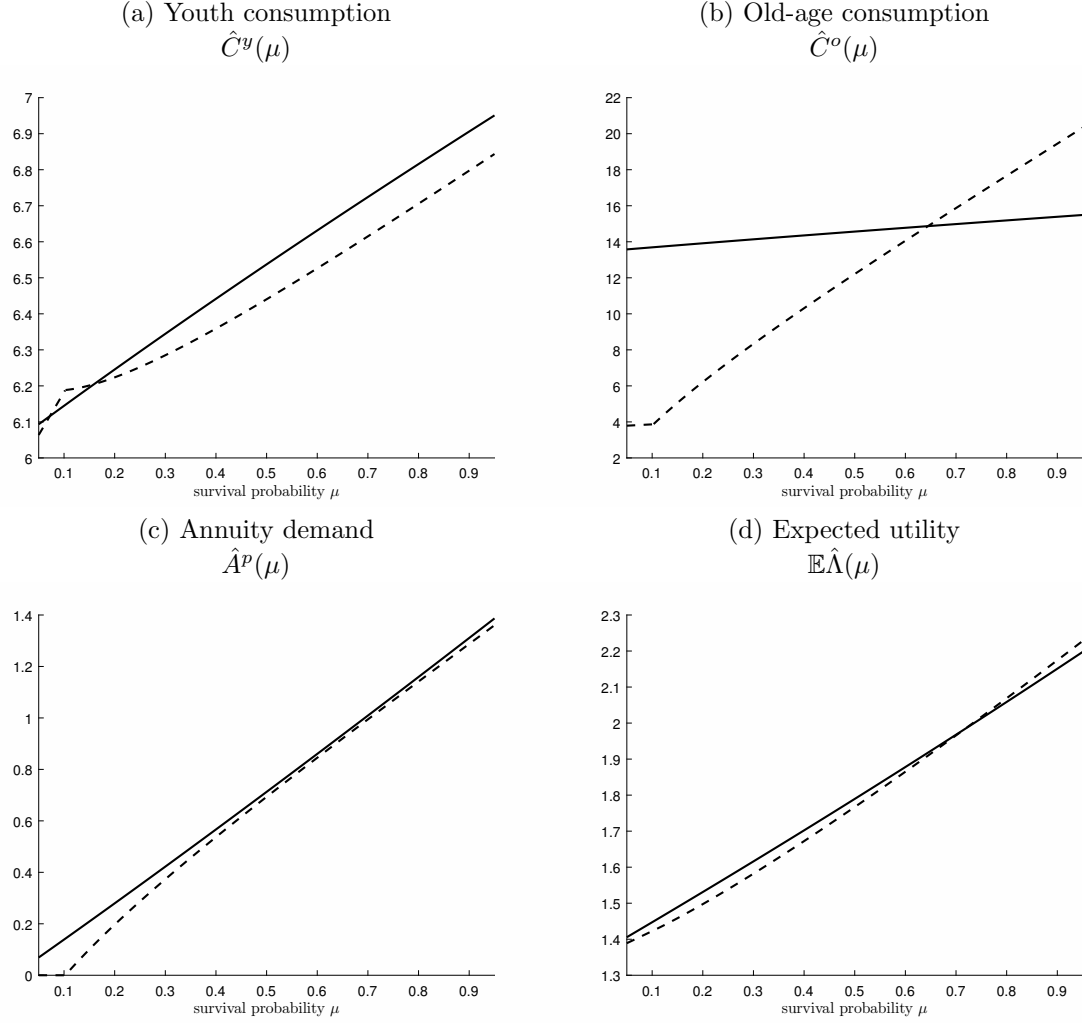 (a) Youth consumption
Ĉʸ(μ)
7
6.9
6.8
6.7
6.6
6.5
6.4
6.3
6.2
6.1
6
0.1 0.2 0.3 0.4 0.5 0.6 0.7 0.8 0.9
survival probability μ
(b) Old-age consumption
Ĉᵒ(μ)
22
20
18
16
14
12
10
8
6
4
2
0.1 0.2 0.3 0.4 0.5 0.6 0.7 0.8 0.9
survival probability μ
(c) Annuity demand
Âᵖ(μ)
1.4
1.2
1
0.8
0.6
0.4
0.2
0
0.1 0.2 0.3 0.4 0.5 0.6 0.7 0.8 0.9
survival probability μ
(d) Expected utility
𝔼Λ̂(μ)
2.3
2.2
2.1
2
1.9
1.8
1.7
1.6
1.5
1.4
1.3
0.1 0.2 0.3 0.4 0.5 0.6 0.7 0.8 0.9
survival probability μ